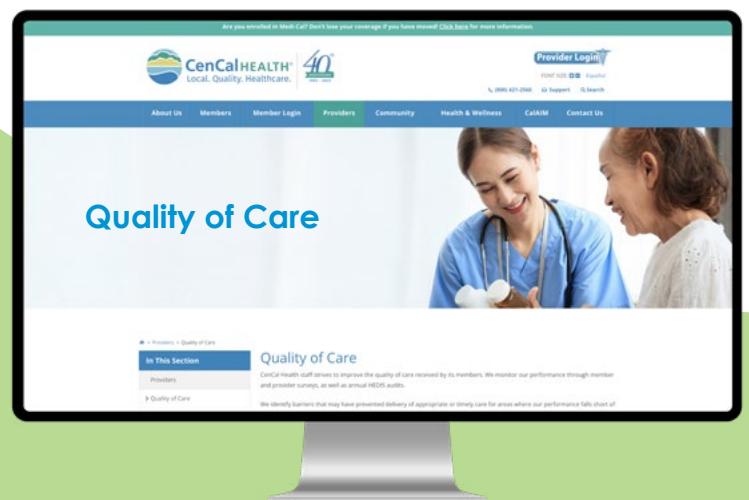 Are you enrolled in Medi-Cal? Don't lose your coverage if you have moved! Click here for more information.
CenCal HEALTH®
Local. Quality. Healthcare.
40
Provider Login
FONT SIZE Español
Support Search
About Us Members Member Login Providers Community Health & Wellness CalAIM Contact Us
Quality of Care
> Providers > Quality of Care
In This Section
Providers
Quality of Care
Quality of Care
CenCal Health staff strives to improve the quality of care received by its members. We monitor our performance through member
and provider surveys, as well as annual HEDIS audits.
We identify barriers that may have prevented delivery of appropriate or timely care for areas where our performance falls short of